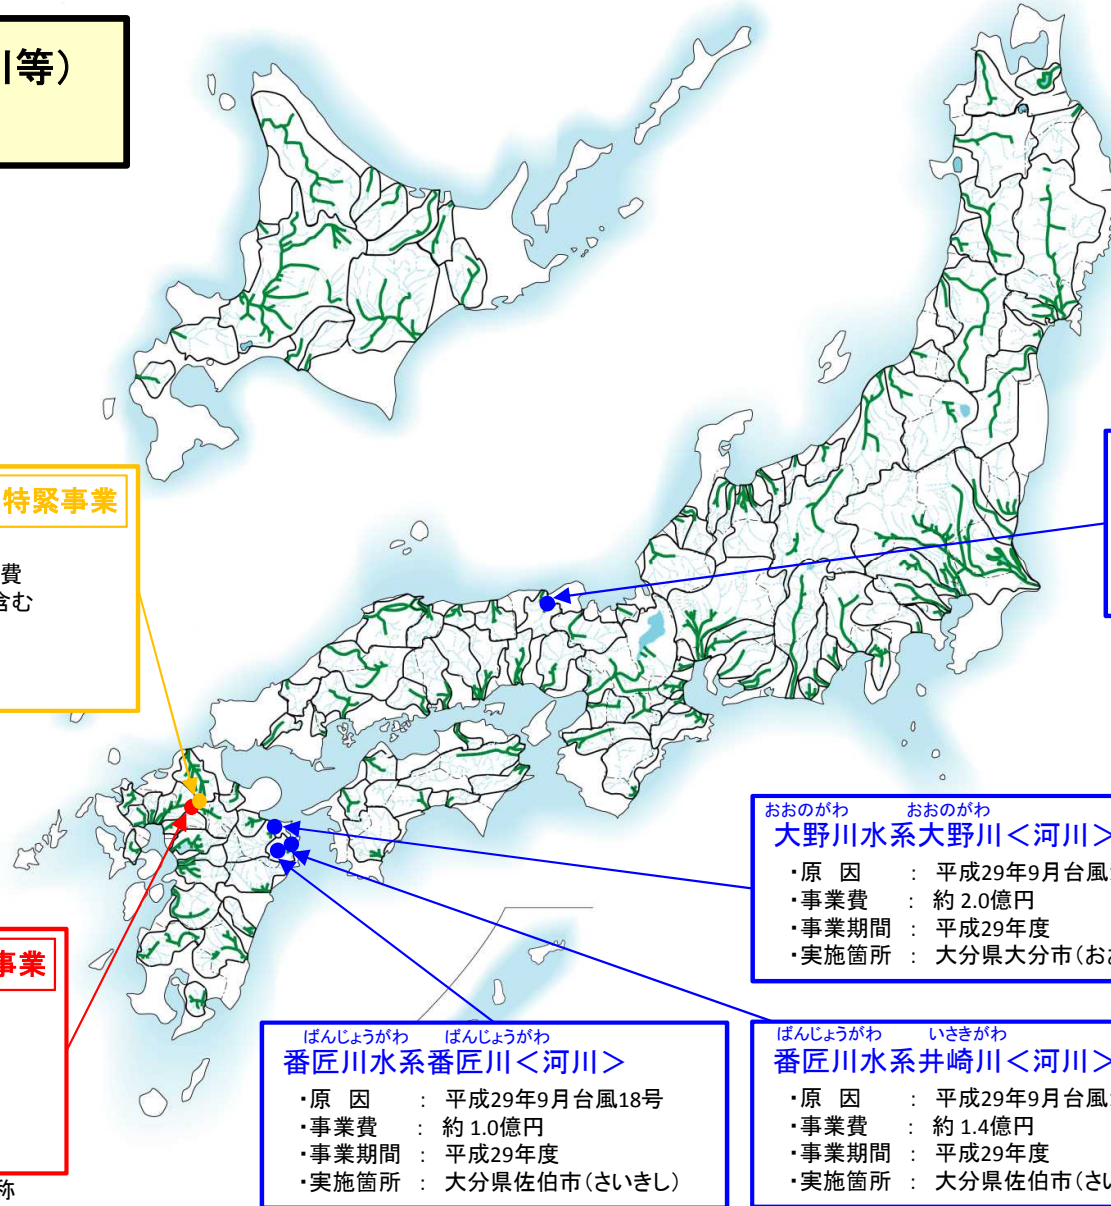 川等）
特緊事業
費
含む
おおのがわ おおのがわ
大野川水系大野川＜河川＞
・原 因 ： 平成29年9月台風
・事業費 ： 約 2.0億円
・事業期間 ： 平成29年度
・実施箇所 ： 大分県大分市（おお
事業
ばんじょうがわ ばんじょうがわ
番匠川水系番匠川＜河川＞
・原 因 ： 平成29年9月台風18号
・事業費 ： 約 1.0億円
・事業期間 ： 平成29年度
・実施箇所 ： 大分県佐伯市（さいきし）
ばんじょうがわ いさきがわ
番匠川水系井崎川＜河川＞
・原 因 ： 平成29年9月台風
・事業費 ： 約 1.4億円
・事業期間 ： 平成29年度
・実施箇所 ： 大分県佐伯市（さい
称